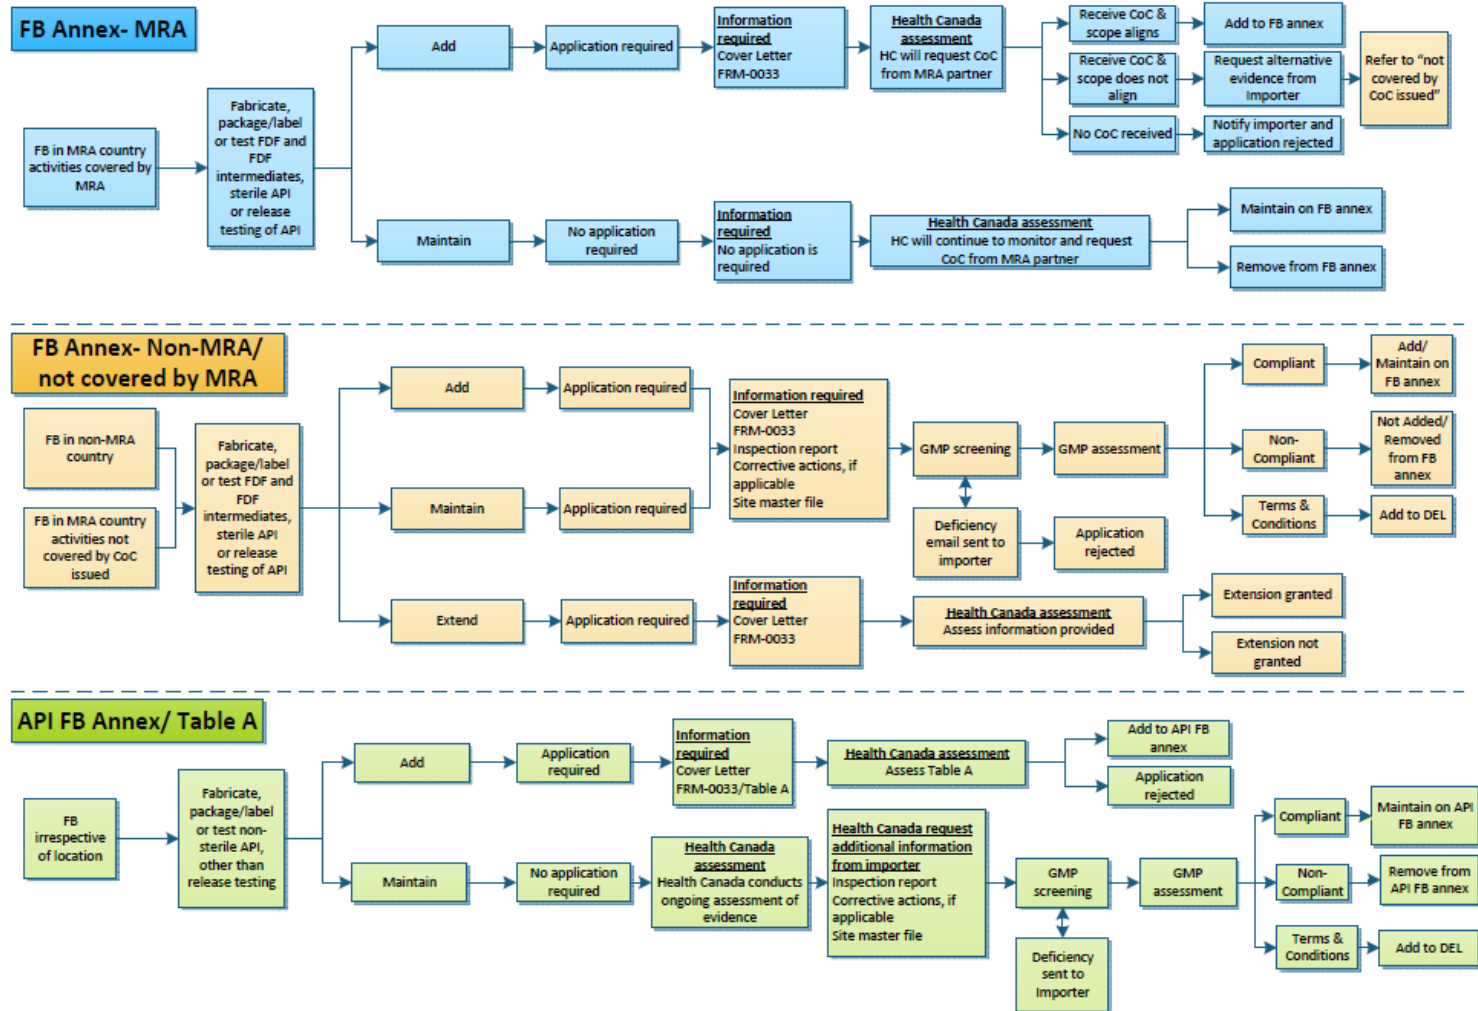 FB Annex- MRA
FB in MRA country
activities covered by
MRA
Fabricate,
package/label
or test FDF and
FDF
intermediates,
sterile API
or release
testing of API
Add
Application required
Information
required
Cover Letter
FRM-0033
Health Canada
assessment
HC will request CoC
from MRA partner
Receive CoC &
scope aligns
Add to FB annex
Receive CoC &
scope does not
align
Request alternative
evidence from
Importer
Refer to "not
covered by
CoC issued"
No CoC received
Notify importer and
application rejected
Maintain
No application
required
Information
required
No application is
required
Health Canada assessment
HC will continue to monitor and request
CoC from MRA partner
Maintain on FB annex
Remove from FB annex
FB Annex- Non-MRA/
not covered by MRA
FB in non-MRA
country
FB in MRA country
activities not
covered by CoC
issued
Fabricate,
package/label
or test FDF and
FDF
intermediates,
sterile API
or release
testing of API
Add
Application required
Maintain
Application required
Information required
Cover Letter
FRM-0033
Inspection report
Corrective actions, if
applicable
Site master file
GMP screening
GMP assessment
Deficiency
email sent to
importer
Application
rejected
Compliant
Add/
Maintain on
FB annex
Non-
Compliant
Not Added/
Removed
from FB
annex
Terms &
Conditions
Add to DEL
Extend
Application required
Information
required
Cover Letter
FRM-0033
Health Canada assessment
Assess information provided
Extension granted
Extension not
granted
API FB Annex/ Table A
FB
irrespective
of location
Fabricate,
package/label
or test non-
sterile API,
other than
release testing
Add
Application
required
Information
required
Cover Letter
FRM-0033/Table A
Health Canada assessment
Assess Table A
Add to API FB
annex
Application
rejected
Maintain
No application
required
Health Canada
assessment
Health Canada conducts
ongoing assessment of
evidence
Health Canada request
additional information
from importer
Inspection report
Corrective actions, if
applicable
Site master file
GMP
screening
Deficiency
sent to
Importer
GMP
assessment
Compliant
Maintain on API
FB annex
Non-
Compliant
Remove from
API FB annex
Terms &
Conditions
Add to DEL